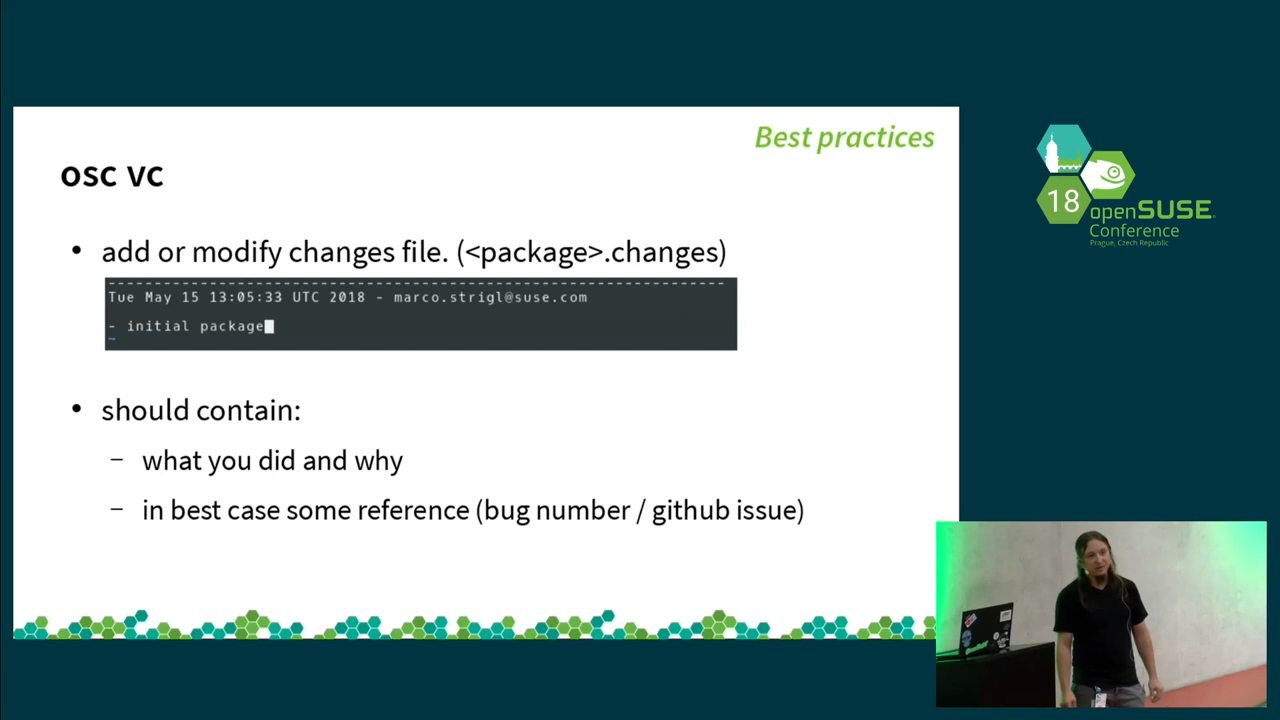 Best practices
osc vc
• add or modify changes file. (<package>.changes)
--------------------------------------------------------------------
Tue May 15 13:05:33 UTC 2018 - marco.strigl@suse.com
- initial package
~
• should contain:
– what you did and why
– in best case some reference (bug number / github issue)
18
openSUSE
Conference
Prague, Czech Republic